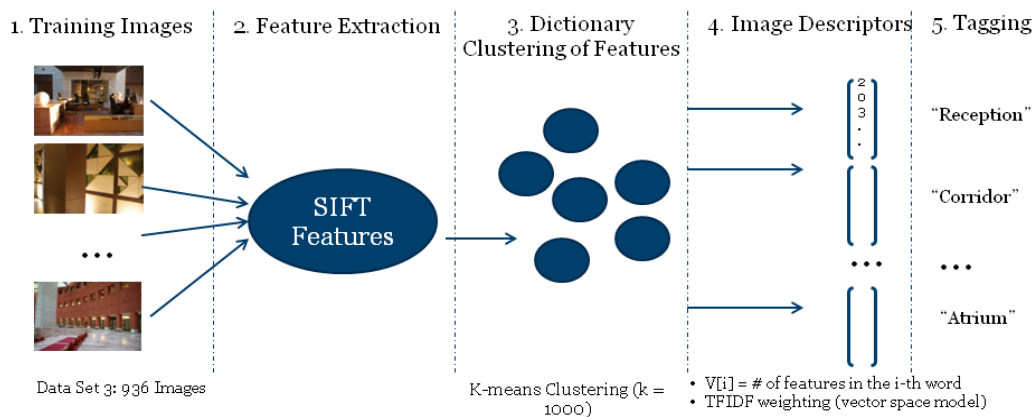 1. Training Images
2. Feature Extraction
3. Dictionary
Clustering of Features
4. Image Descriptors
5. Tagging
SIFT
Features
2
0
3
.
.
"Reception"
"Corridor"
...
...
...
"Atrium"
Data Set 3: 936 Images
K-means Clustering (k =
1000)
• V[i] = # of features in the i-th word
• TFIDF weighting (vector space model)